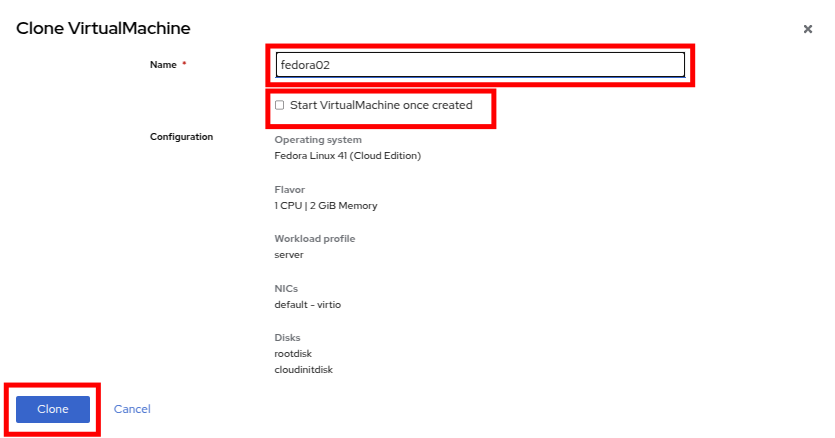 Clone VirtualMachine
Name *
fedora02
Start VirtualMachine once created
Configuration
Operating system
Fedora Linux 41 (Cloud Edition)
Flavor
1 CPU | 2 GiB Memory
Workload profile
server
NICs
default - virtio
Disks
rootdisk
cloudinitdisk
Clone Cancel